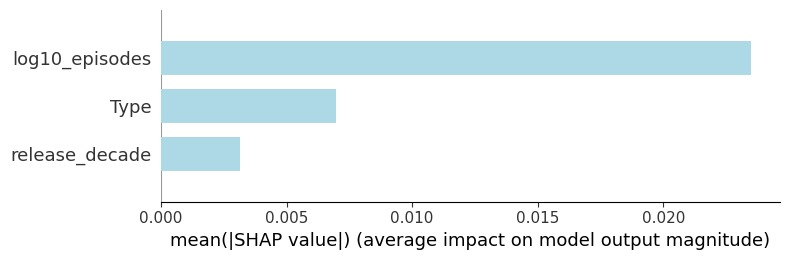 log10_episodes
Type
release_decade
0.000 0.005 0.010 0.015 0.020
mean(|SHAP value|) (average impact on model output magnitude)